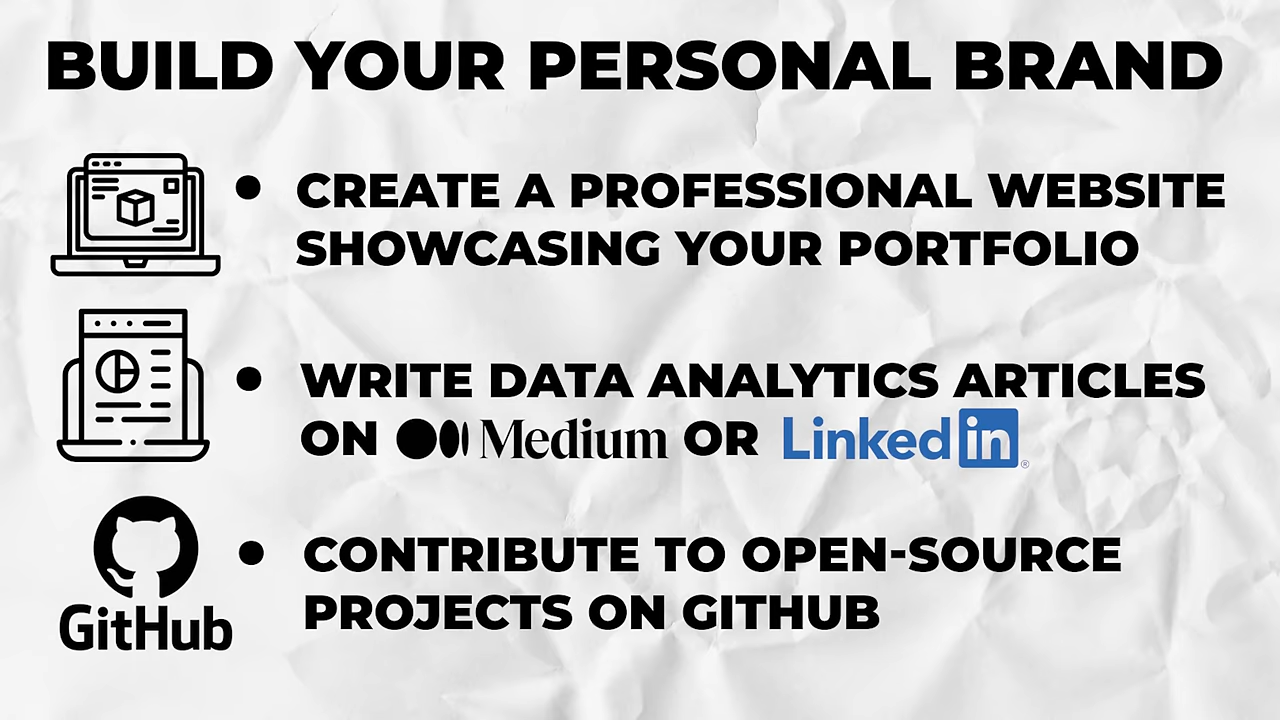 BUILD YOUR PERSONAL BRAND
• CREATE A PROFESSIONAL WEBSITE
SHOWCASING YOUR PORTFOLIO
• WRITE DATA ANALYTICS ARTICLES
ON Medium OR Linkedin®
• CONTRIBUTE TO OPEN-SOURCE
PROJECTS ON GITHUB
GitHub